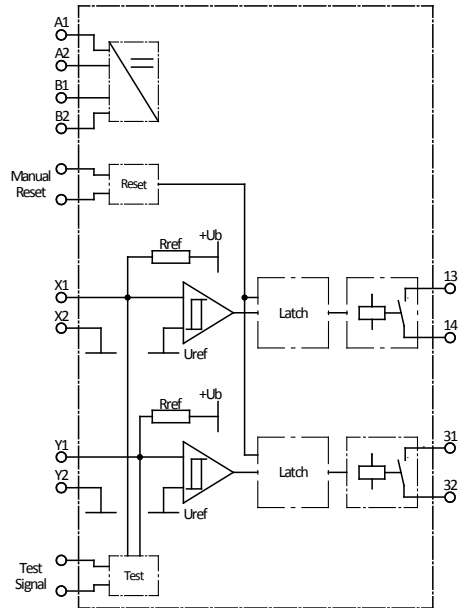 A1
A2
B1
B2
Manual
Reset
Reset
Rref
+Ub
X1
X2
Uref
Latch
13
14
Rref
+Ub
Y1
Y2
Uref
Latch
31
32
Test
Signal
Test